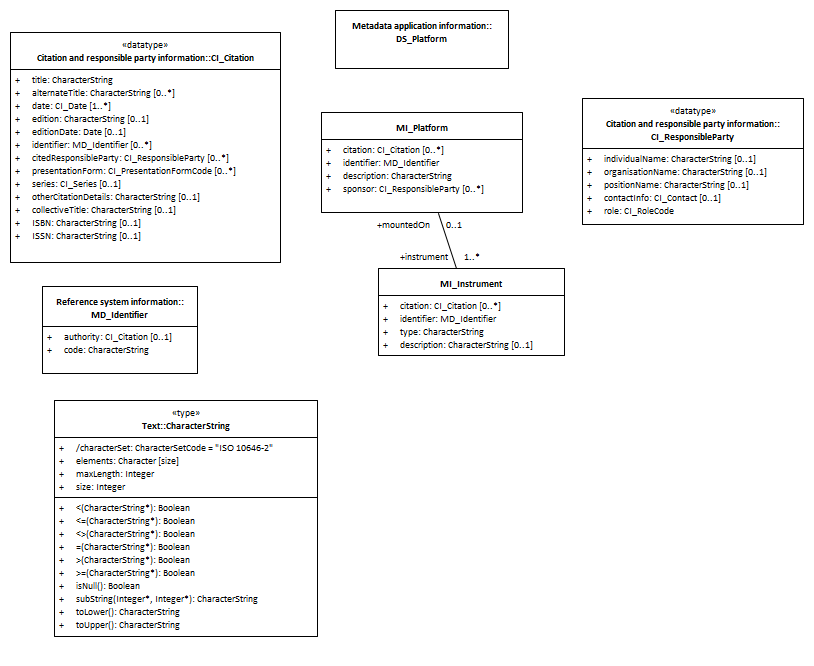 «datatype»
Citation and responsible party information::CI_Citation
+ title: CharacterString
+ alternateTitle: CharacterString [0..*]
+ date: CI_Date [1..*]
+ edition: CharacterString [0..1]
+ editionDate: Date [0..1]
+ identifier: MD_Identifier [0..*]
+ citedResponsibleParty: CI_ResponsibleParty [0..*]
+ presentationForm: CI_PresentationFormCode [0..*]
+ series: CI_Series [0..1]
+ otherCitationDetails: CharacterString [0..1]
+ collectiveTitle: CharacterString [0..1]
+ ISBN: CharacterString [0..1]
+ ISSN: CharacterString [0..1]
Metadata application information::
DS_Platform
MI_Platform
+ citation: CI_Citation [0..*]
+ identifier: MD_Identifier
+ description: CharacterString
+ sponsor: CI_ResponsibleParty [0..*]
«datatype»
Citation and responsible party information::
CI_ResponsibleParty
+ individualName: CharacterString [0..1]
+ organisationName: CharacterString [0..1]
+ positionName: CharacterString [0..1]
+ contactInfo: CI_Contact [0..1]
+ role: CI_RoleCode
+mountedOn 0..1
+instrument 1..*
MI_Instrument
+ citation: CI_Citation [0..*]
+ identifier: MD_Identifier
+ type: CharacterString
+ description: CharacterString [0..1]
Reference system information::
MD_Identifier
+ authority: CI_Citation [0..1]
+ code: CharacterString
«type»
Text::CharacterString
+ /characterSet: CharacterSetCode = "ISO 10646-2"
+ elements: Character [size]
+ maxLength: Integer
+ size: Integer
+ <(CharacterString*): Boolean
+ <=(CharacterString*): Boolean
+ <>(CharacterString*): Boolean
+ =(CharacterString*): Boolean
+ >(CharacterString*): Boolean
+ >=(CharacterString*): Boolean
+ isNull(): Boolean
+ subString(Integer*, Integer*): CharacterString
+ toLower(): CharacterString
+ toUpper(): CharacterString